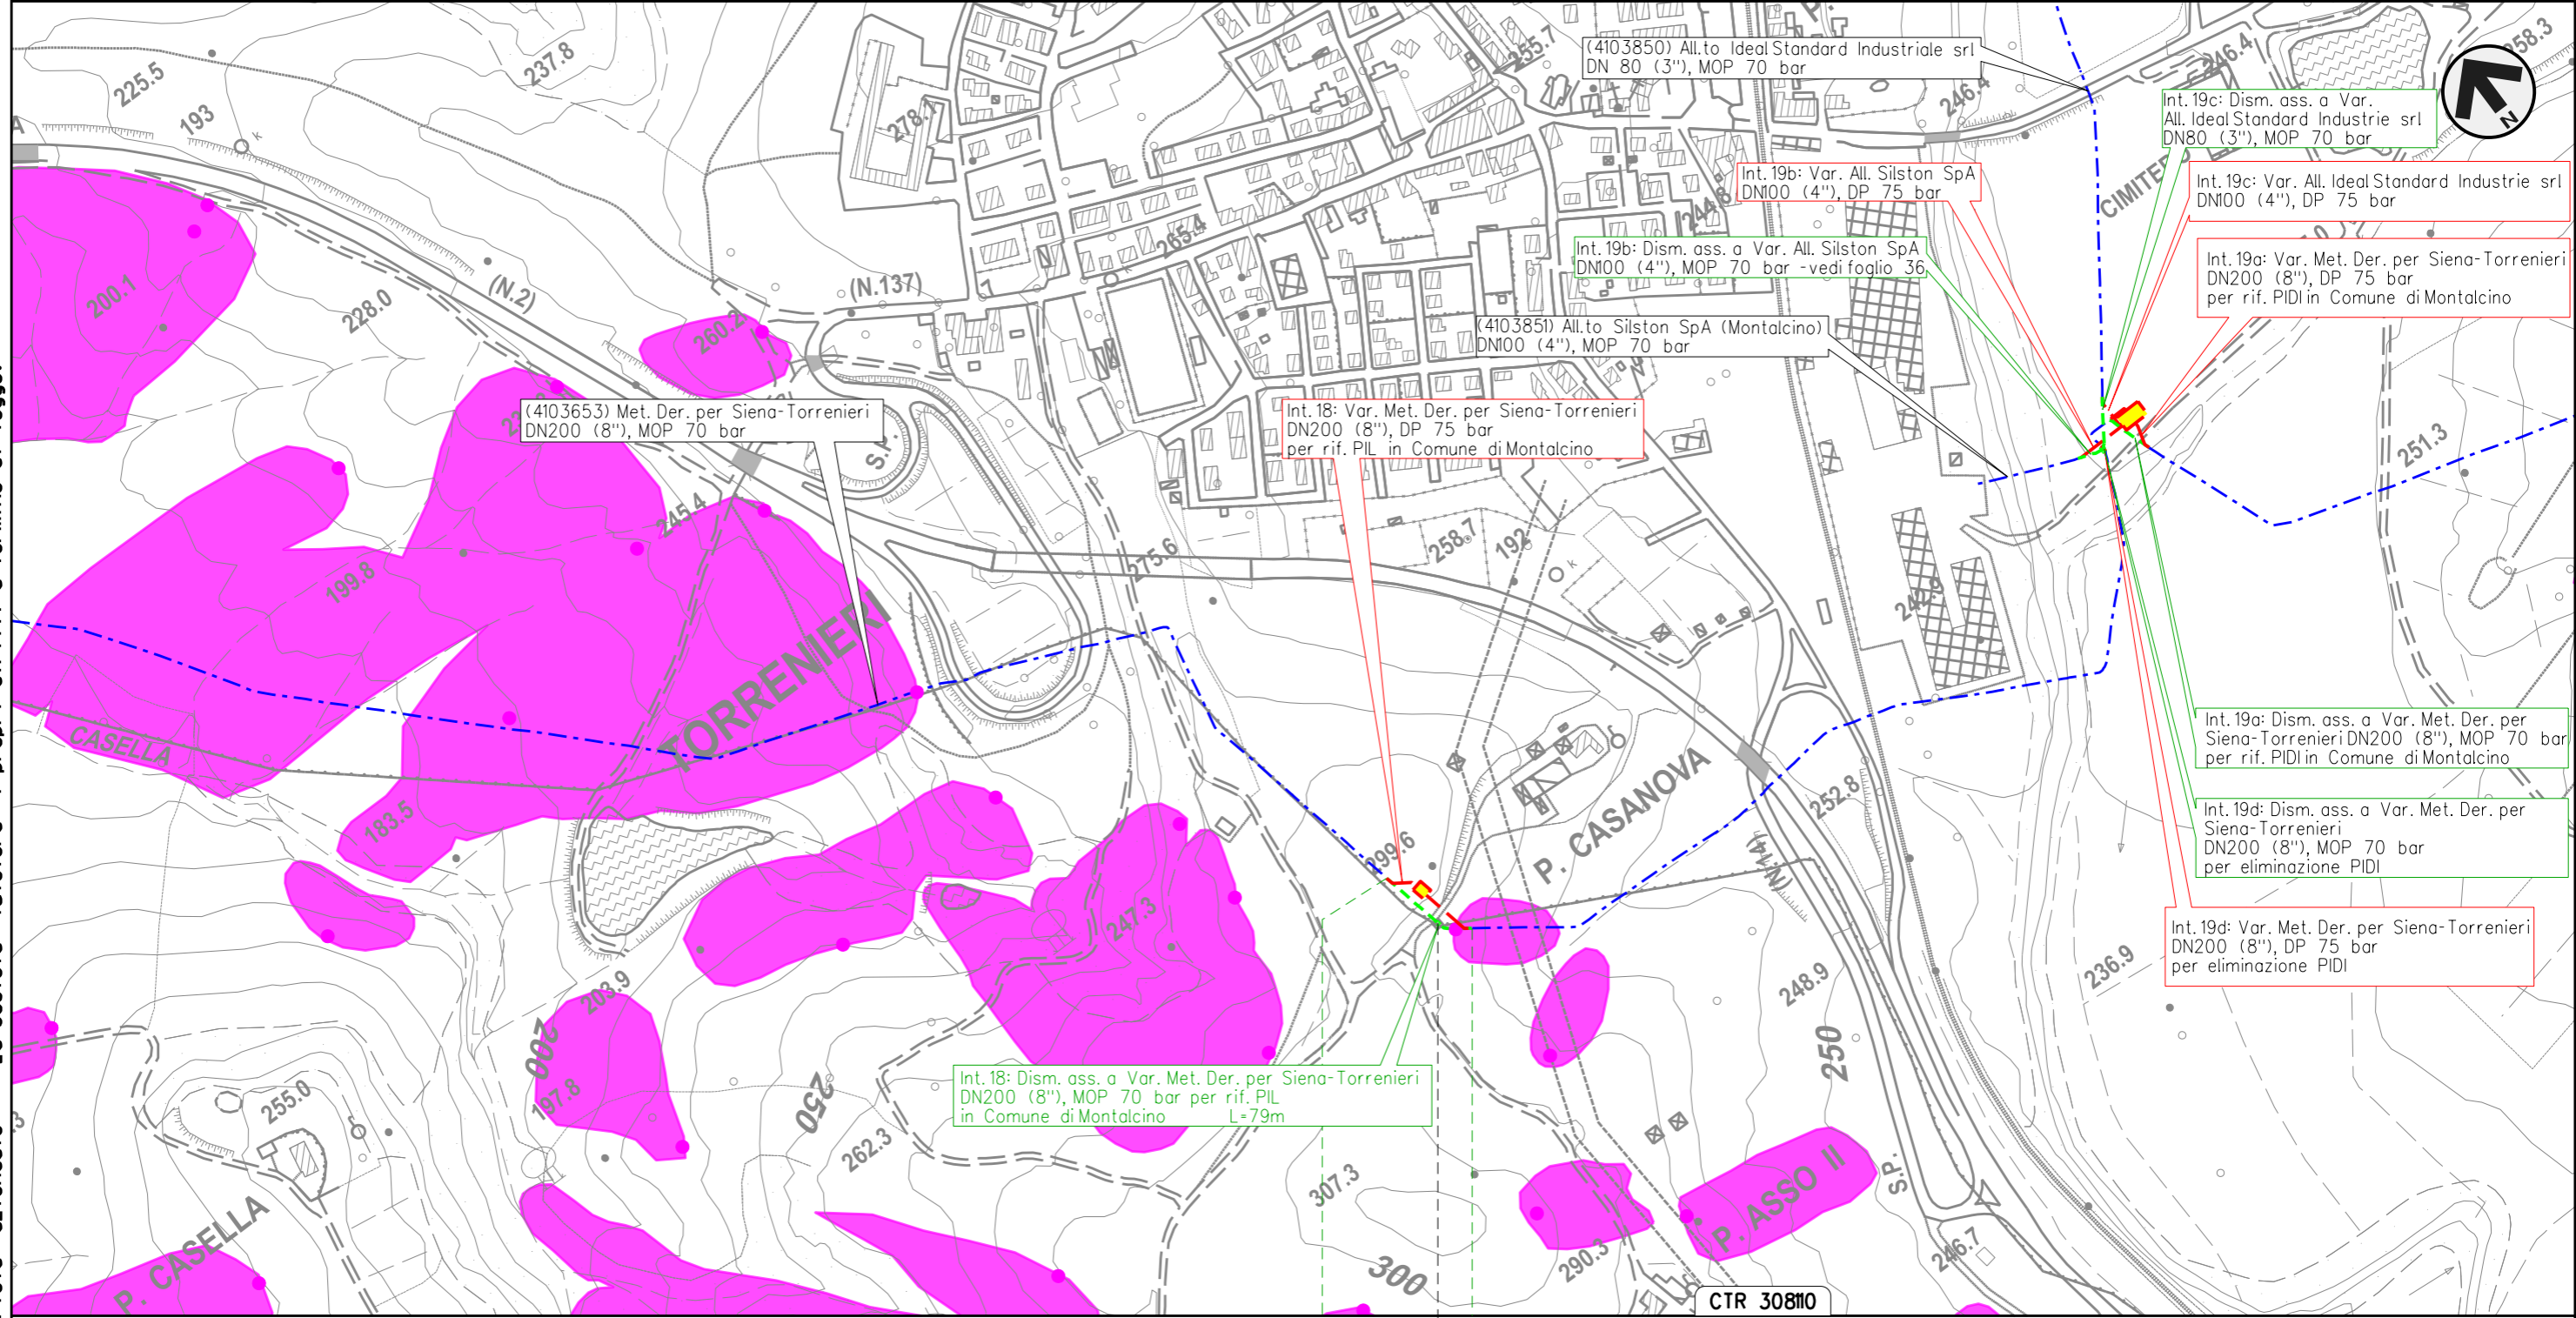 225.5
193
237.8
278.1
255.7
(4103850) All.to Ideal Standard Industriale srl
DN 80 (3"), MOP 70 bar
246.4
246.4
258.3
N
Int. 19c: Dism. ass. a Var.
All. Ideal Standard Industrie srl
DN80 (3"), MOP 70 bar
CIMITERO
Int. 19b: Var. All. Silston SpA
DN100 (4"), DP 75 bar
Int. 19c: Var. All. Ideal Standard Industrie srl
DN100 (4"), DP 75 bar
244.8
265.4
Int. 19b: Dism. ass. a Var. All. Silston SpA
DN100 (4"), MOP 70 bar -vedi foglio 36
Int. 19a: Var. Met. Der. per Siena-Torrenieri
DN200 (8"), DP 75 bar
per rif. PIDI in Comune di Montalcino
200.1
228.0
(N.2)
(N.137)
260.2
(4103851) All.to Silston SpA (Montalcino)
DN100 (4"), MOP 70 bar
(4103653) Met. Der. per Siena-Torrenieri
DN200 (8"), MOP 70 bar
S.P.
Int. 18: Var. Met. Der. per Siena-Torrenieri
DN200 (8"), DP 75 bar
per rif. PIL in Comune di Montalcino
251.3
245.4
199.8
275.6
258.7
192
242.9
TORRENIERI
CASELLA
183.5
P. CASANOVA
252.8
299.6
(N.14)
Int. 19a: Dism. ass. a Var. Met. Der. per
Siena-Torrenieri DN200 (8"), MOP 70 bar
per rif. PIDI in Comune di Montalcino
Int. 19d: Dism. ass. a Var. Met. Der. per
Siena-Torrenieri
DN200 (8"), MOP 70 bar
per eliminazione PIDI
Int. 19d: Var. Met. Der. per Siena-Torrenieri
DN200 (8"), DP 75 bar
per eliminazione PIDI
247.3
203.9
200
197.8
248.9
236.9
250
250
255.0
262.3
Int. 18: Dism. ass. a Var. Met. Der. per Siena-Torrenieri
DN200 (8"), MOP 70 bar per rif. PIL
in Comune di Montalcino L=79m
307.3
300
290.3
P. ASSO II
S.P.
246.7
P. CASELLA
CTR 308110